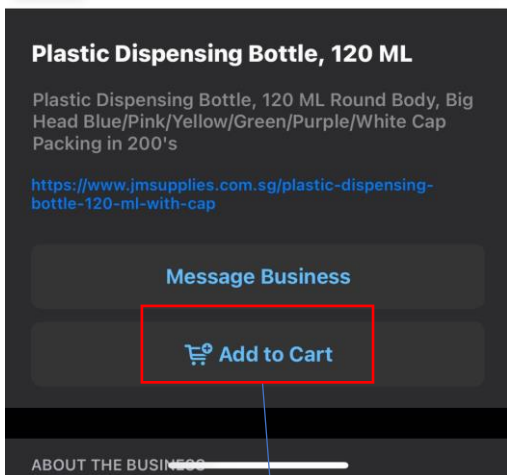 Plastic Dispensing Bottle, 120 ML
Plastic Dispensing Bottle, 120 ML Round Body, Big
Head Blue/Pink/Yellow/Green/Purple/White Cap
Packing in 200's
https://www.jmsupplies.com.sg/plastic-dispensing-
bottle-120-ml-with-cap
Message Business
Add to Cart
ABOUT THE BUSINESS